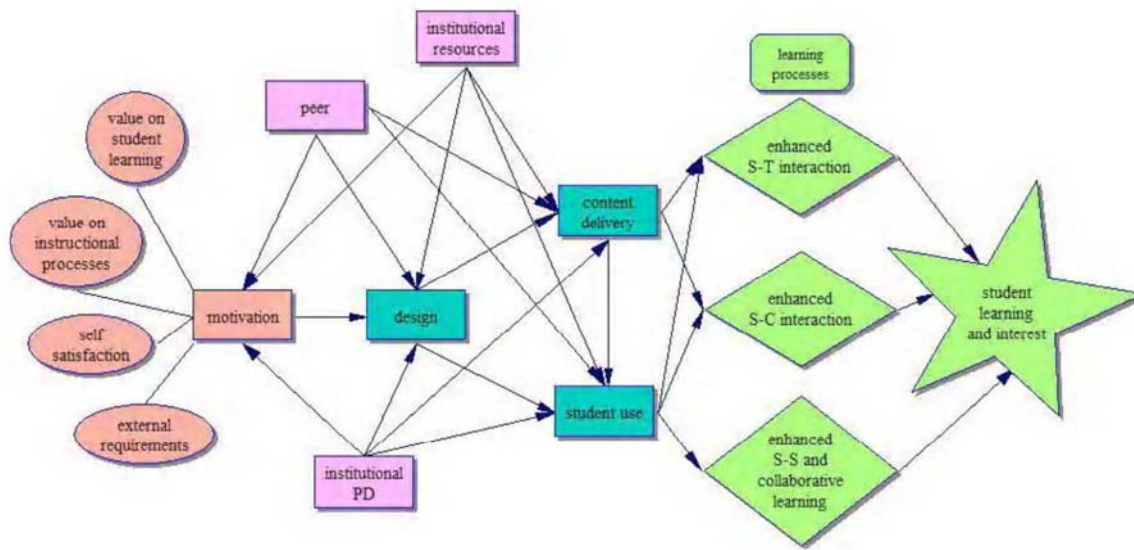 institutional
resources
learning
processes
peer
value on
student
learning
enhanced
S-T interaction
content
delivery
value on
instructional
processes
motivation
design
enhanced
S-C interaction
student
learning
and interest
self
satisfaction
student use
external
requirements
enhanced
S-S and
collaborative
learning
institutional
PD